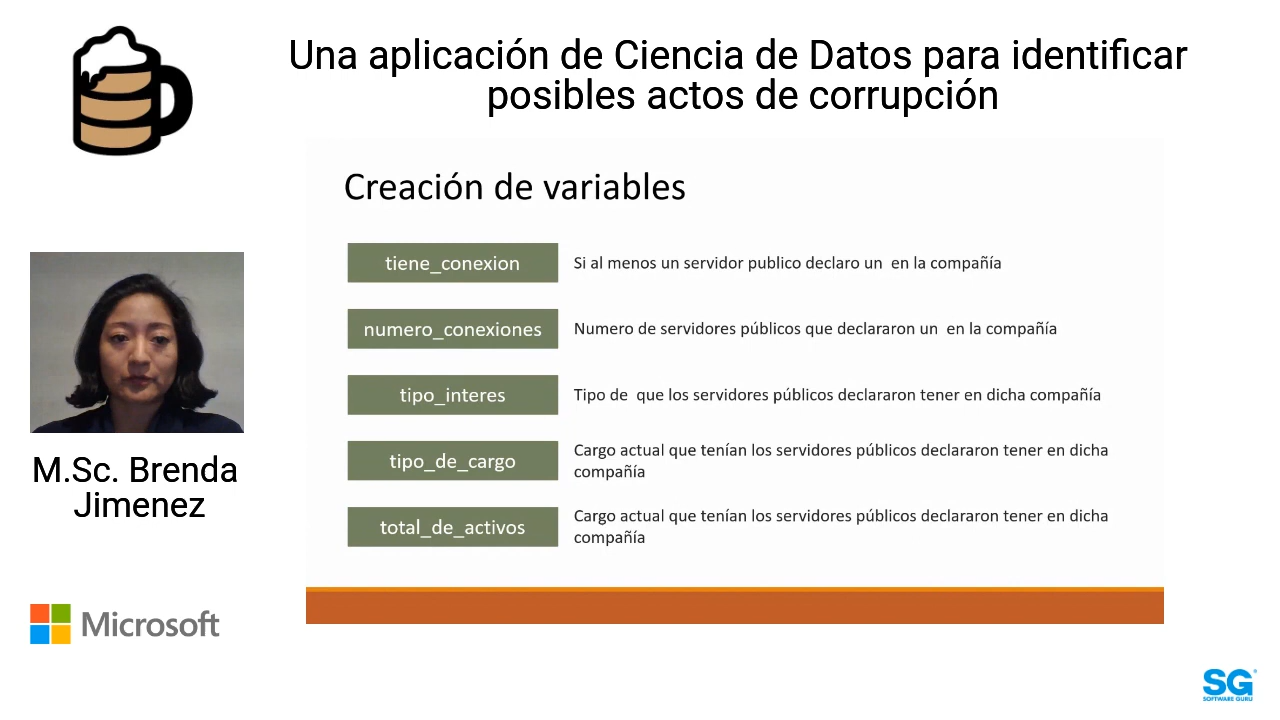 Una aplicación de Ciencia de Datos para identificar
posibles actos de corrupción
Creación de variables
tiene_conexion
Si al menos un servidor publico declaro un  en la compañía
numero_conexiones
Numero de servidores públicos que declararon un  en la compañía
tipo_interes
Tipo de  que los servidores públicos declararon tener en dicha compañía
tipo_de_cargo
Cargo actual que tenían los servidores públicos declararon tener en dicha
compañía
total_de_activos
Cargo actual que tenían los servidores públicos declararon tener en dicha
compañía
M.Sc. Brenda
Jimenez
Microsoft
SG
SOFTWARE GURU